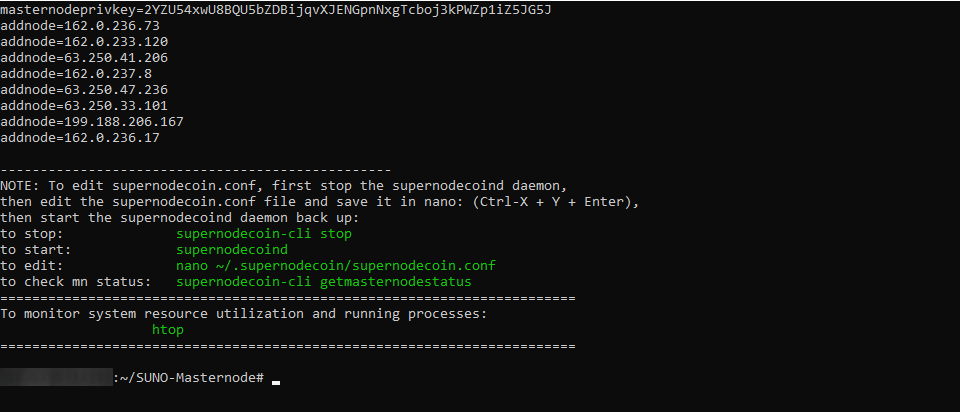 masternodeprivkey=2YZU54xwU8BQU5bZDBijqvXJENGpnNxgTcboj3kPWZp1iZ5JG5J
addnode=162.0.236.73
addnode=162.0.233.120
addnode=63.250.41.206
addnode=162.0.237.8
addnode=63.250.47.236
addnode=63.250.33.101
addnode=199.188.206.167
addnode=162.0.236.17
-------------------------------------------------
NOTE: To edit supernodecoin.conf, first stop the supernodecoind daemon,
then edit the supernodecoin.conf file and save it in nano: (Ctrl-X + Y + Enter),
then start the supernodecoind daemon back up:
to stop:              supernodecoin-cli stop
to start:             supernodecoind
to edit:              nano ~/.supernodecoin/supernodecoin.conf
to check mn status:   supernodecoin-cli getmasternodestatus
========================================================================
To monitor system resource utilization and running processes:
                   htop
========================================================================
:~/SUNO-Masternode#